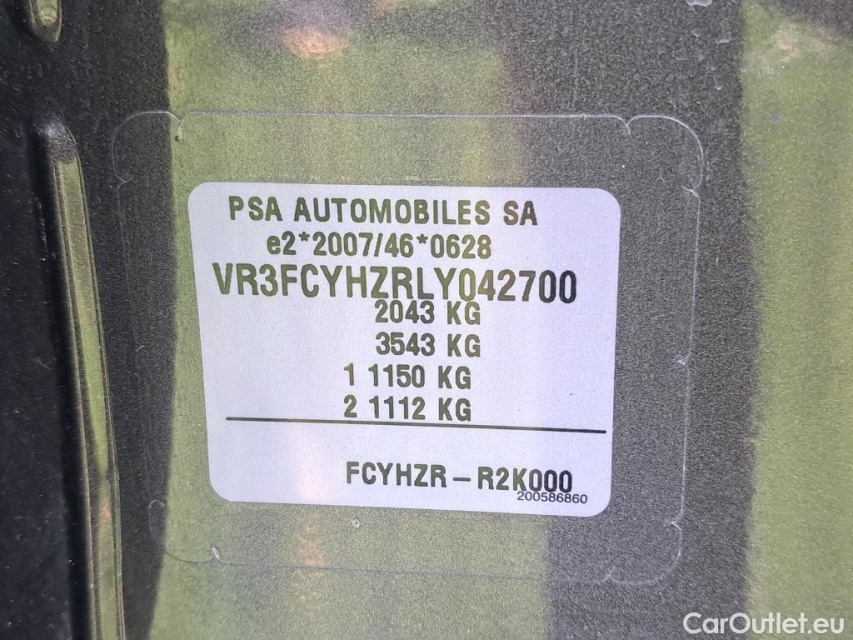 PSA AUTOMOBILES SA
e2*2007/46*0628
VR3FCYHZRLY042700
2043 KG
3543 KG
1 1150 KG
2 1112 KG
FCYHZR – R2K000
200586860
CarOutlet.eu